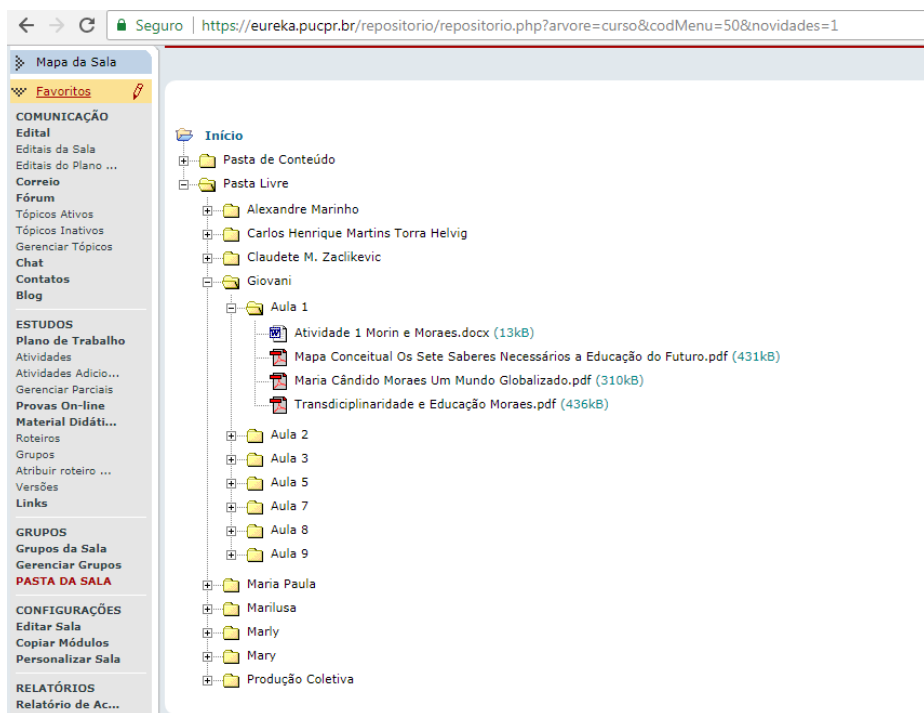 Seguro | https://eureka.pucpr.br/repositorio/repositorio.php?arvore=curso&codMenu=50&novidades=1
Mapa da Sala
Favoritos
COMUNICAÇÃO
Edital
Editais da Sala
Editais do Plano ...
Correio
Fórum
Tópicos Ativos
Tópicos Inativos
Gerenciar Tópicos
Chat
Contatos
Blog
ESTUDOS
Plano de Trabalho
Atividades
Atividades Adicio...
Gerenciar Parciais
Provas On-line
Material Didáti...
Roteiros
Grupos
Atribuir roteiro ...
Versões
Links
GRUPOS
Grupos da Sala
Gerenciar Grupos
PASTA DA SALA
CONFIGURAÇÕES
Editar Sala
Copiar Módulos
Personalizar Sala
RELATÓRIOS
Relatório de Ac...
Início
Pasta de Conteúdo
Pasta Livre
Alexandre Marinho
Carlos Henrique Martins Torra Helvig
Claudete M. Zaclikevic
Giovani
Aula 1
Atividade 1 Morin e Moraes.docx (13kB)
Mapa Conceitual Os Sete Saberes Necessários a Educação do Futuro.pdf (431kB)
Maria Cândido Moraes Um Mundo Globalizado.pdf (310kB)
Transdiciplinaridade e Educação Moraes.pdf (436kB)
Aula 2
Aula 3
Aula 5
Aula 7
Aula 8
Aula 9
Maria Paula
Marilusa
Marly
Mary
Produção Coletiva